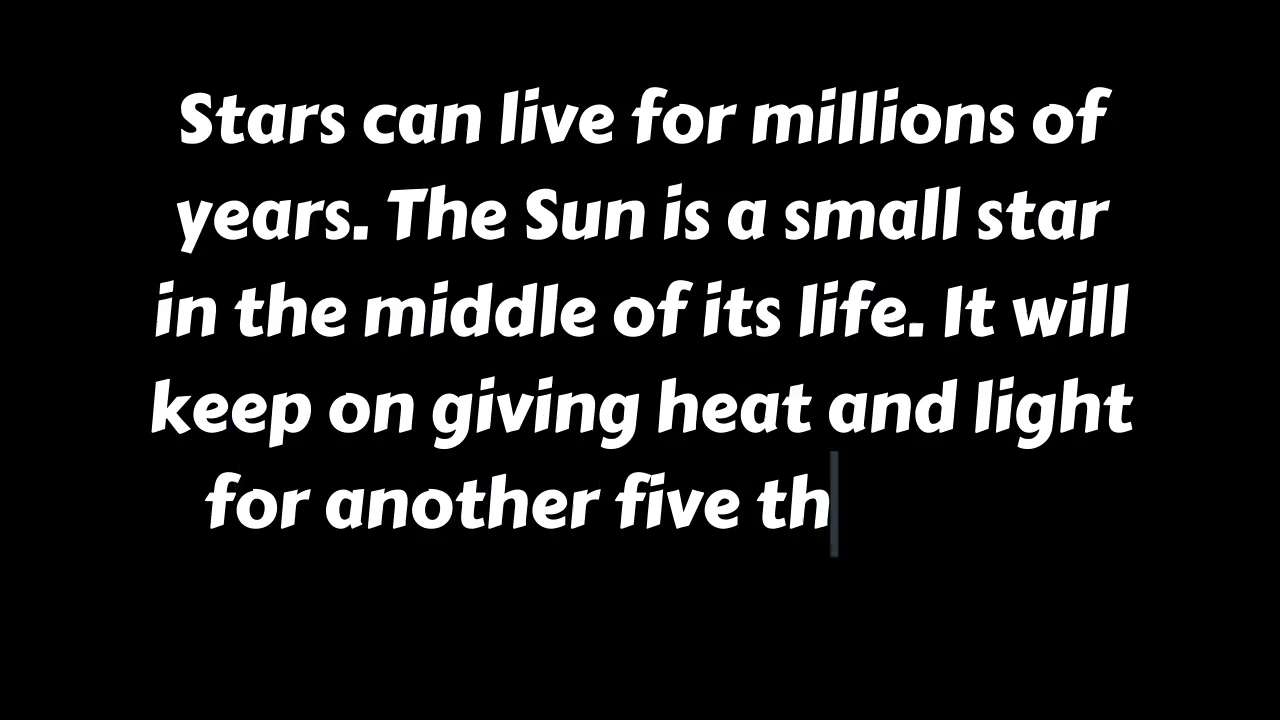 Stars can live for millions of
years. The Sun is a small star
in the middle of its life. It will
keep on giving heat and light
for another five th